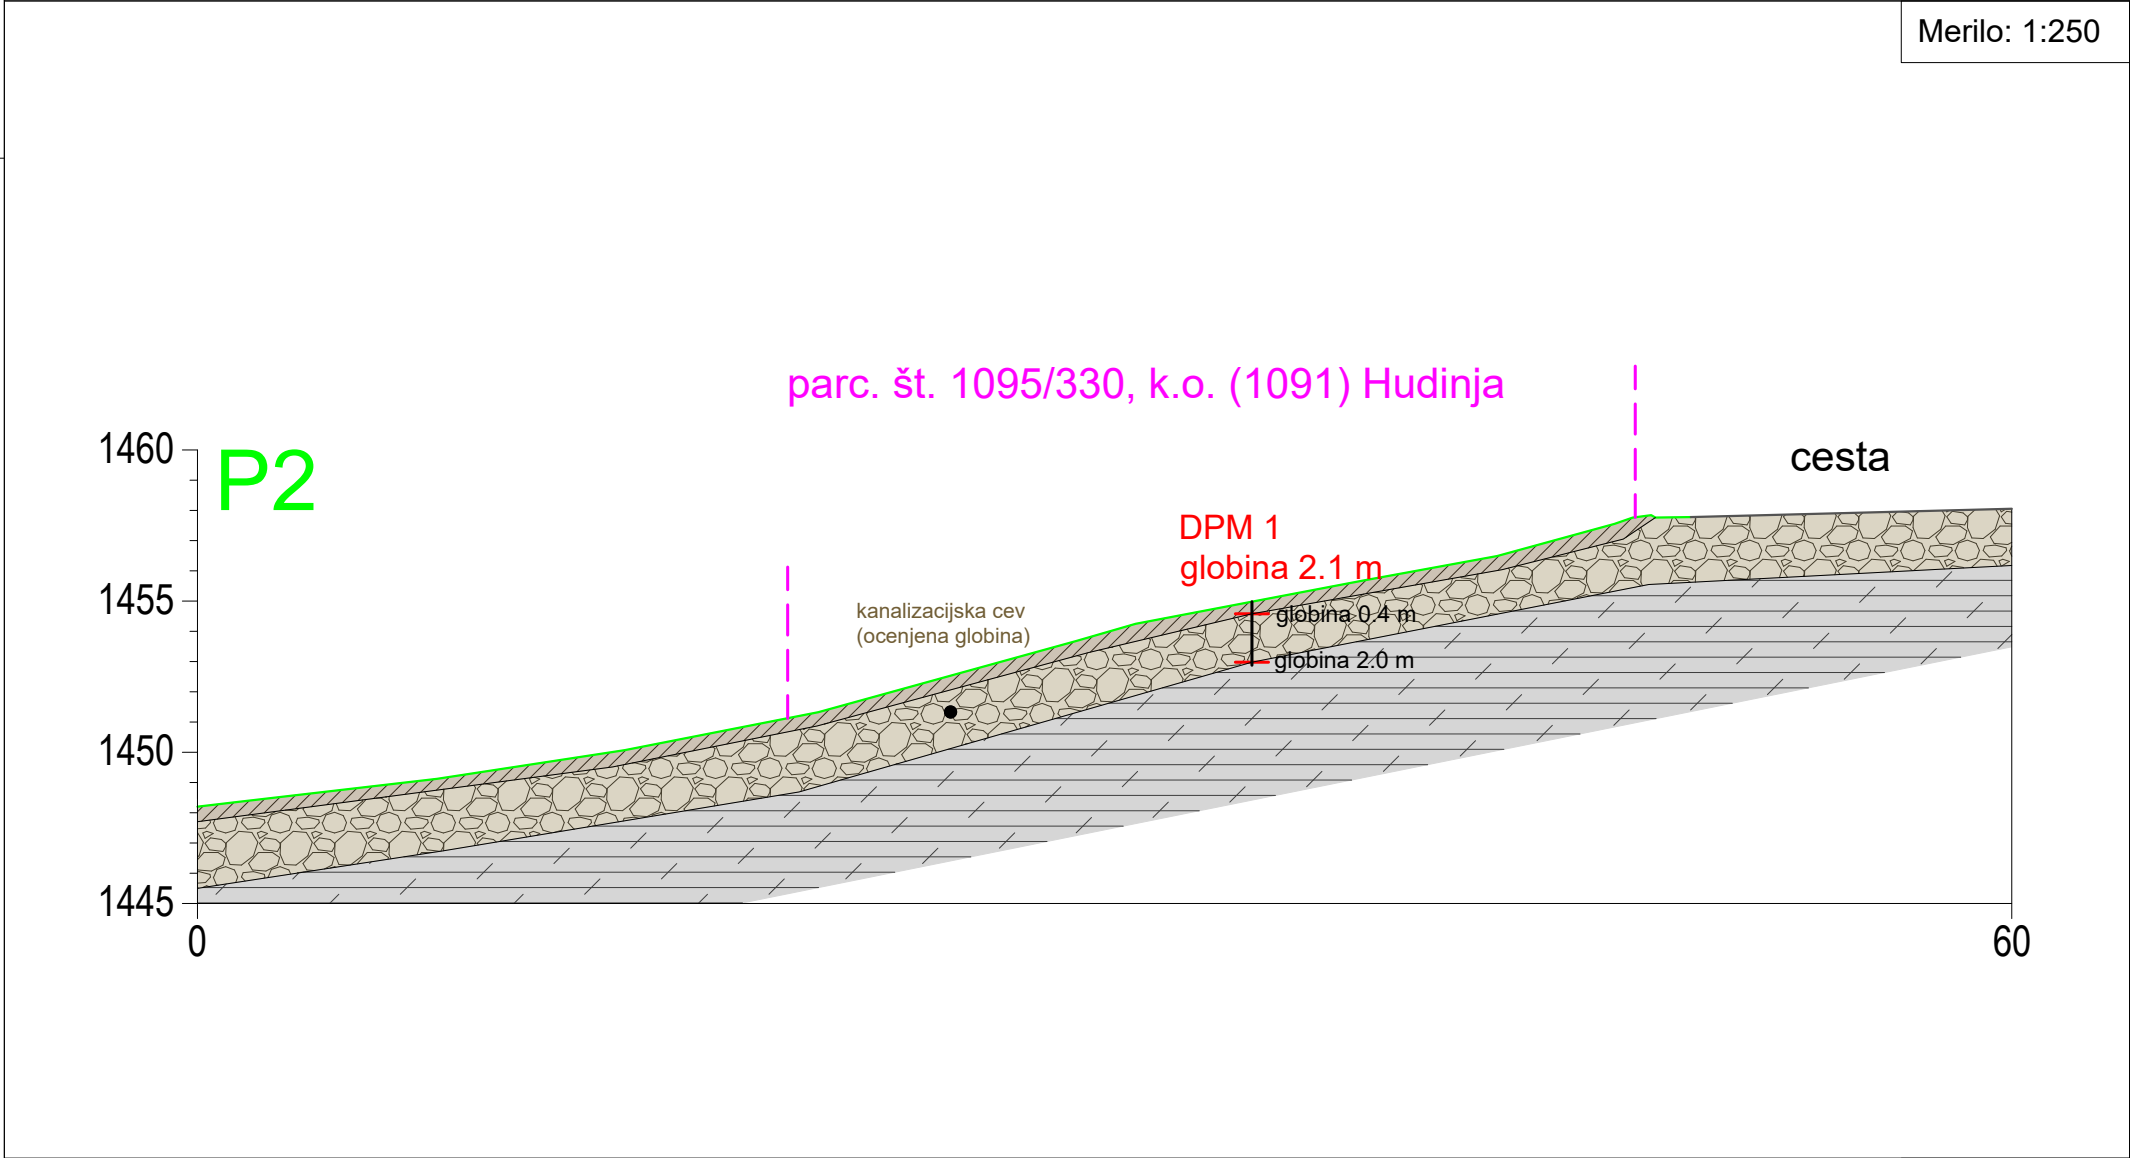 Merilo: 1:250
parc. št. 1095/330, k.o. (1091) Hudinja
1460
P2
cesta
DPM 1
globina 2.1 m
1455
kanalizacijska cev
(ocenjena globina)
globina 0.4 m
globina 2.0 m
1450
1445
0
60